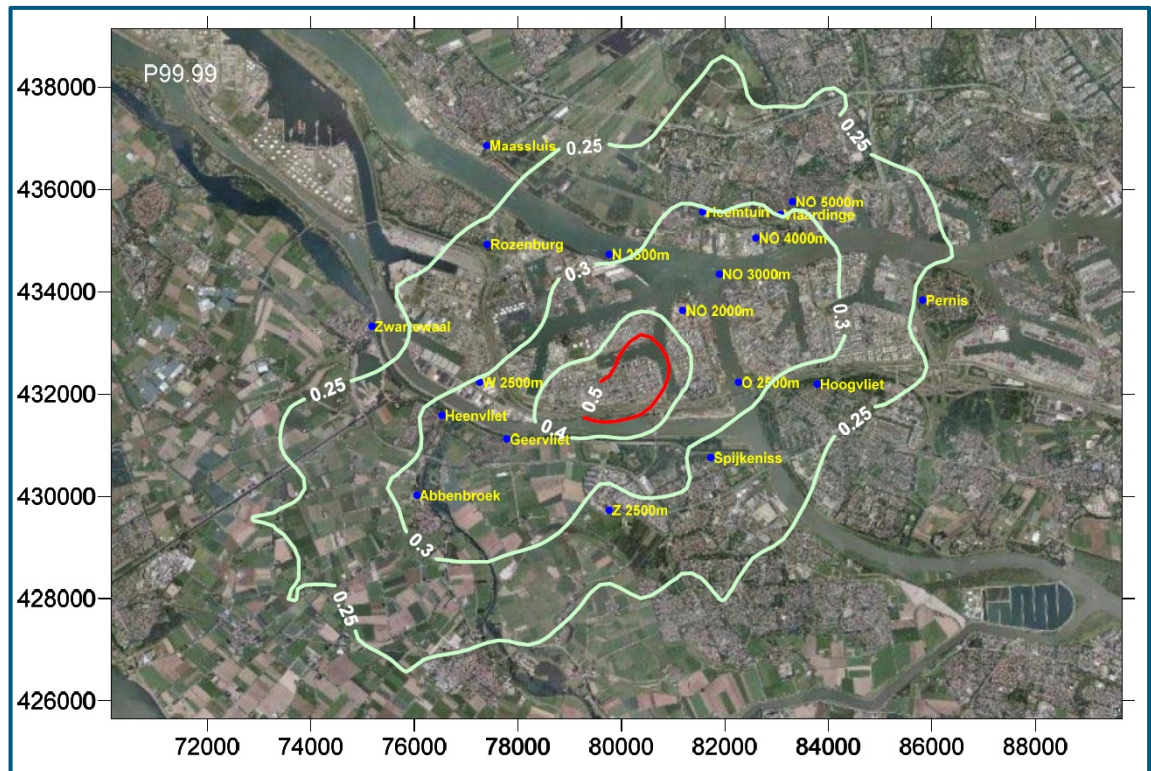 P99.99
438000
436000
434000
432000
430000
428000
426000
0.25
0.25
Maassluis
NO 5000m
Heemtuin
Vlaardinge
NO 4000m
Rozenburg
N 2500m
0.3
NO 3000m
Pernis
NO 2000m
0.3
Zwartewaal
W 2500m
O 2500m
Hoogvliet
0.25
0.5
Heenvliet
0.4
0.25
Geervliet
Spijkeniss
Abbenbroek
Z 2500m
0.3
0.25
72000
74000
76000
78000
80000
82000
84000
86000
88000